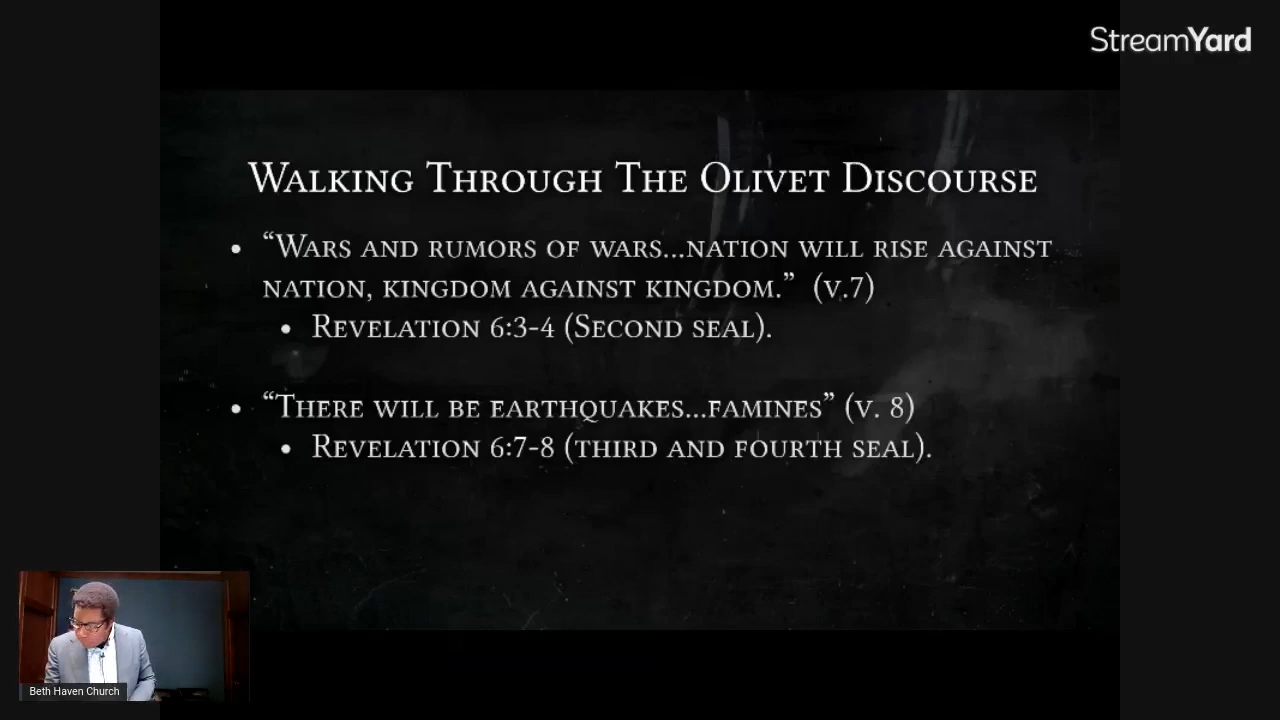 StreamYard
Walking Through The Olivet Discourse
• “Wars and rumors of wars...nation will rise against
nation, kingdom against kingdom.” (v.7)
• Revelation 6:3-4 (Second seal).
• “There will be earthquakes...famines” (v. 8)
• Revelation 6:7-8 (third and fourth seal).
Beth Haven Church